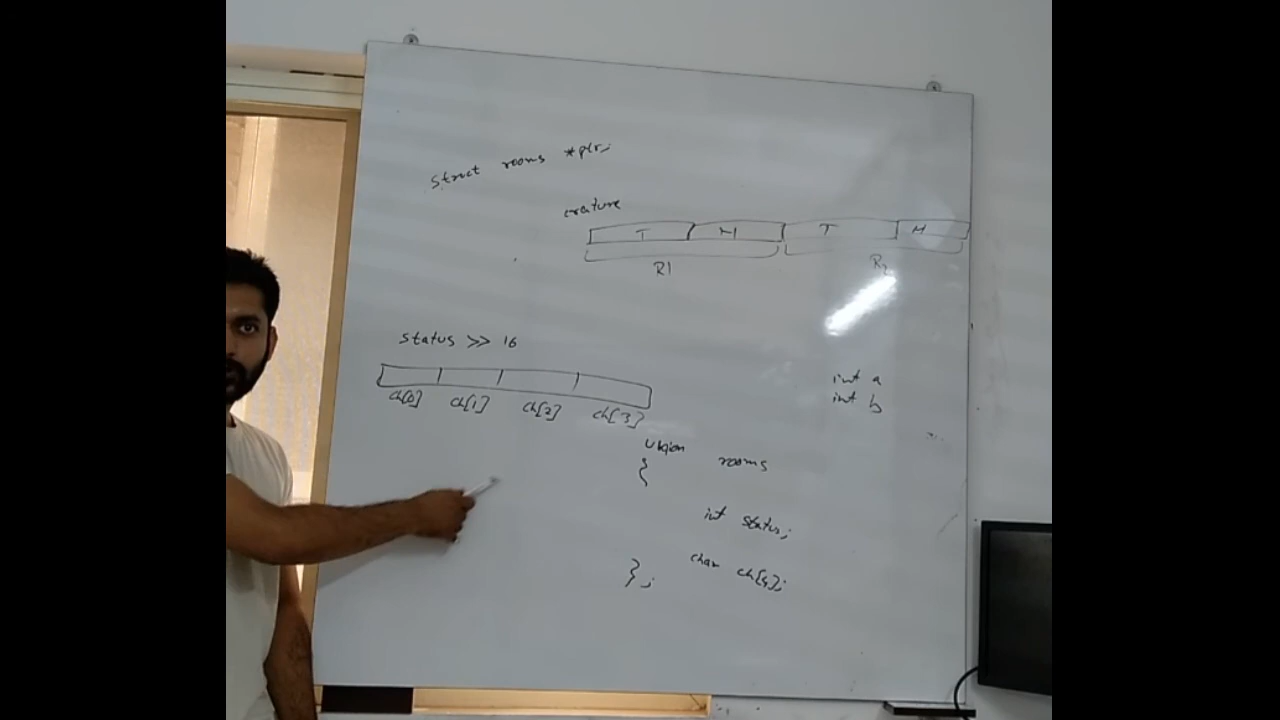 Struct rooms *ptr;
T M T M
R1 R2
status >> 16
ch[0] ch[1] ch[2] ch[3]
int a
int b
union rooms
{
int status;
char ch[4];
};